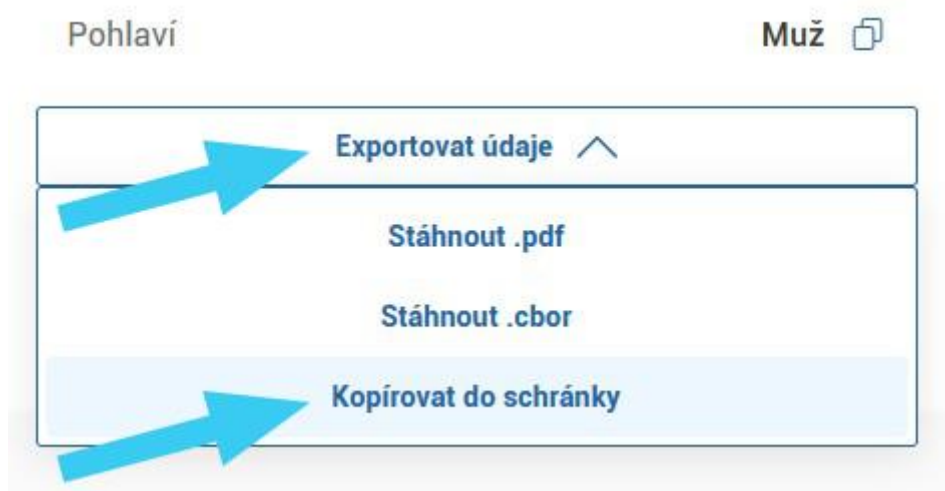 Pohlaví Muž
Exportovat údaje
Stáhnout .pdf
Stáhnout .cbor
Kopírovat do schránky